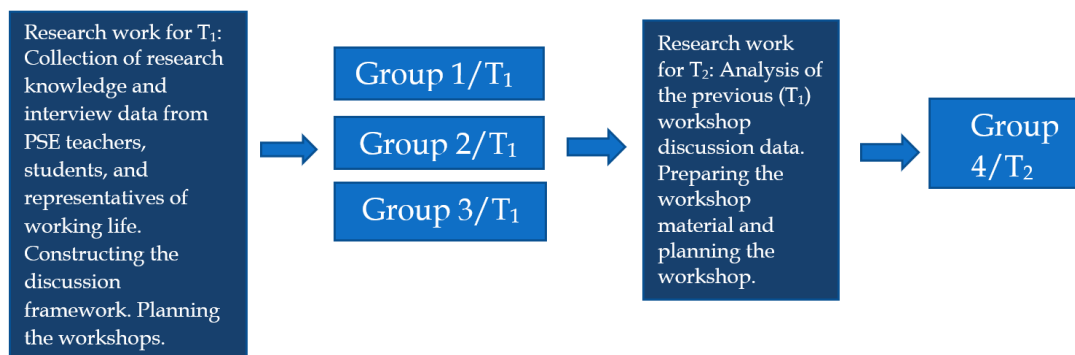 Research work for T₁:
Collection of research
knowledge and
interview data from
PSE teachers,
students, and
representatives of
working life.
Constructing the
discussion
framework. Planning
the workshops.
Group 1/T₁
Group 2/T₁
Group 3/T₁
Research work
for T₂: Analysis of
the previous (T₁)
workshop
discussion data.
Preparing the
workshop
material and
planning the
workshop.
Group
4/T₂